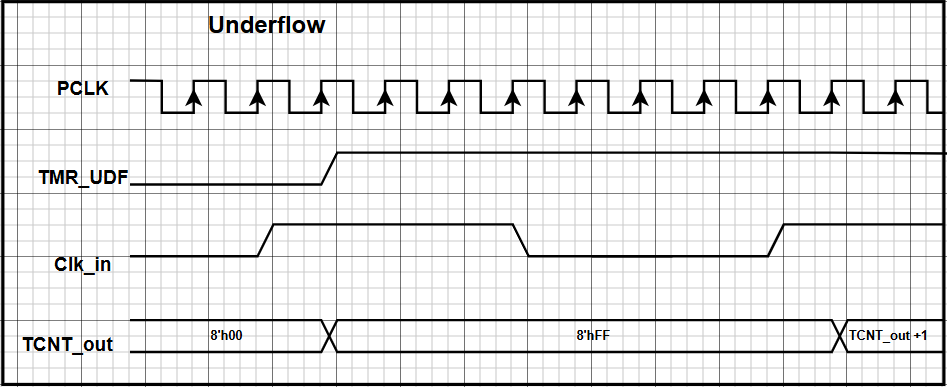 Underflow
PCLK
TMR_UDF
Clk_in
TCNT_out
8'h00
8'hFF
TCNT_out +1